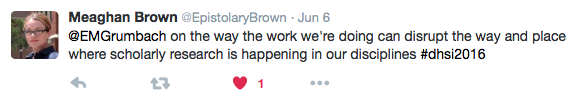 Meaghan Brown @EpistolaryBrown · Jun 6
@EMGrumbach on the way the work we're doing can disrupt the way and place
where scholarly research is happening in our disciplines #dhsi2016
1